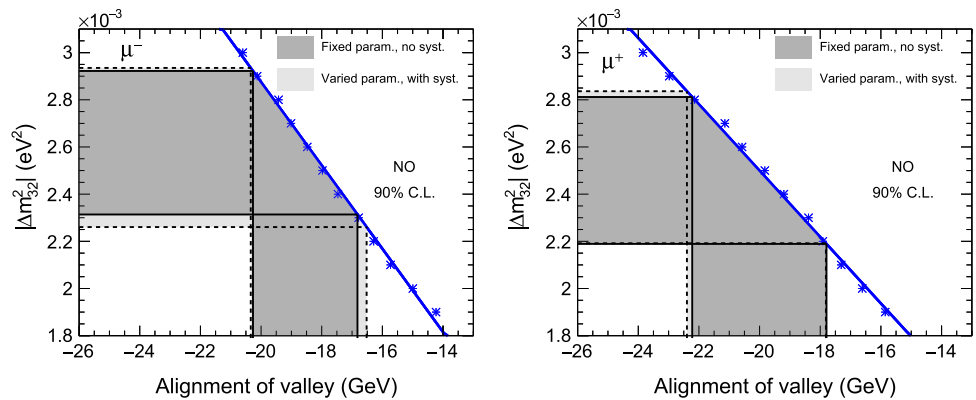 ×10⁻³
μ⁻
Fixed param., no syst.
Varied param., with syst.
NO
90% C.L.
|Δm²₃₂| (eV²)
3
2.8
2.6
2.4
2.2
2
1.8
−26 −24 −22 −20 −18 −16 −14
Alignment of valley (GeV)
×10⁻³
μ⁺
Fixed param., no syst.
Varied param., with syst.
NO
90% C.L.
|Δm²₃₂| (eV²)
3
2.8
2.6
2.4
2.2
2
1.8
−26 −24 −22 −20 −18 −16 −14
Alignment of valley (GeV)